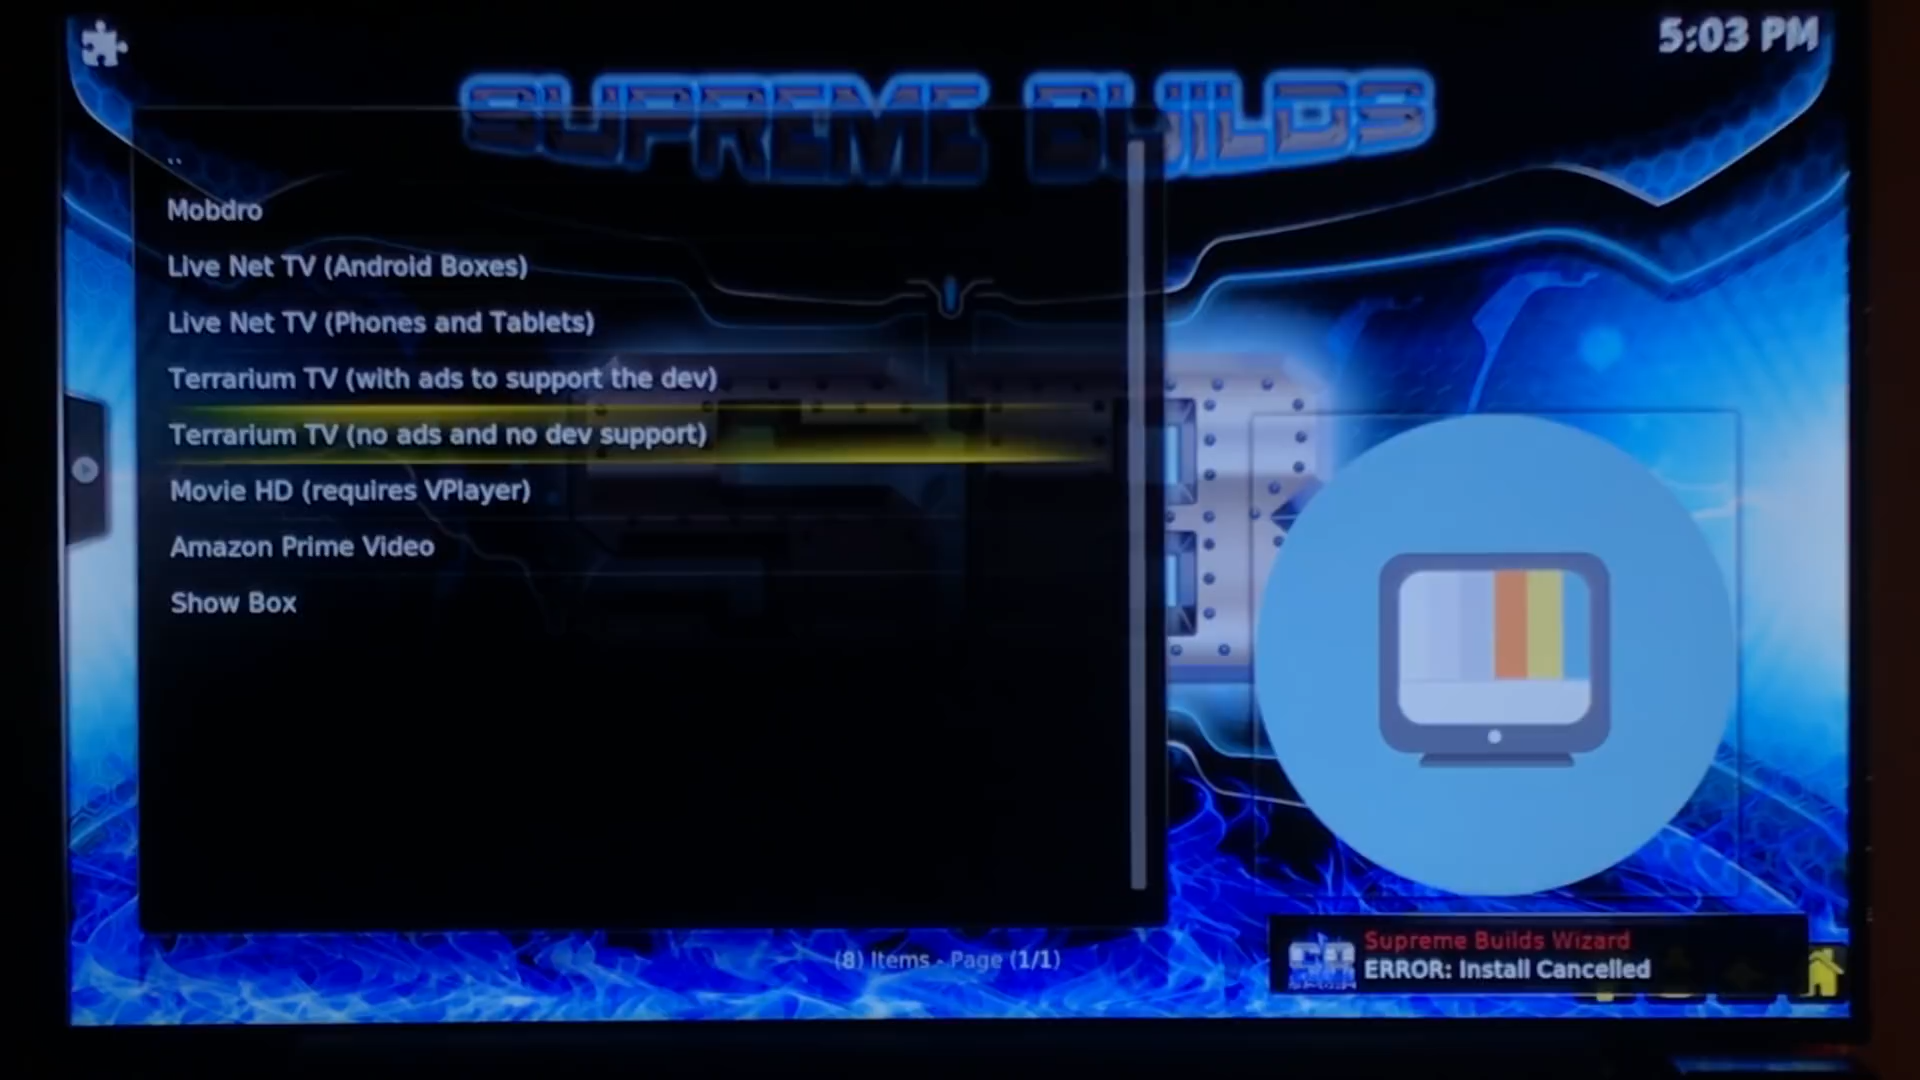 5:03 PM
SUPREME BUILDS
..
Mobdro
Live Net TV (Android Boxes)
Live Net TV (Phones and Tablets)
Terrarium TV (with ads to support the dev)
Terrarium TV (no ads and no dev support)
Movie HD (requires VPlayer)
Amazon Prime Video
Show Box
(8) Items - Page (1/1)
Supreme Builds Wizard
ERROR: Install Cancelled